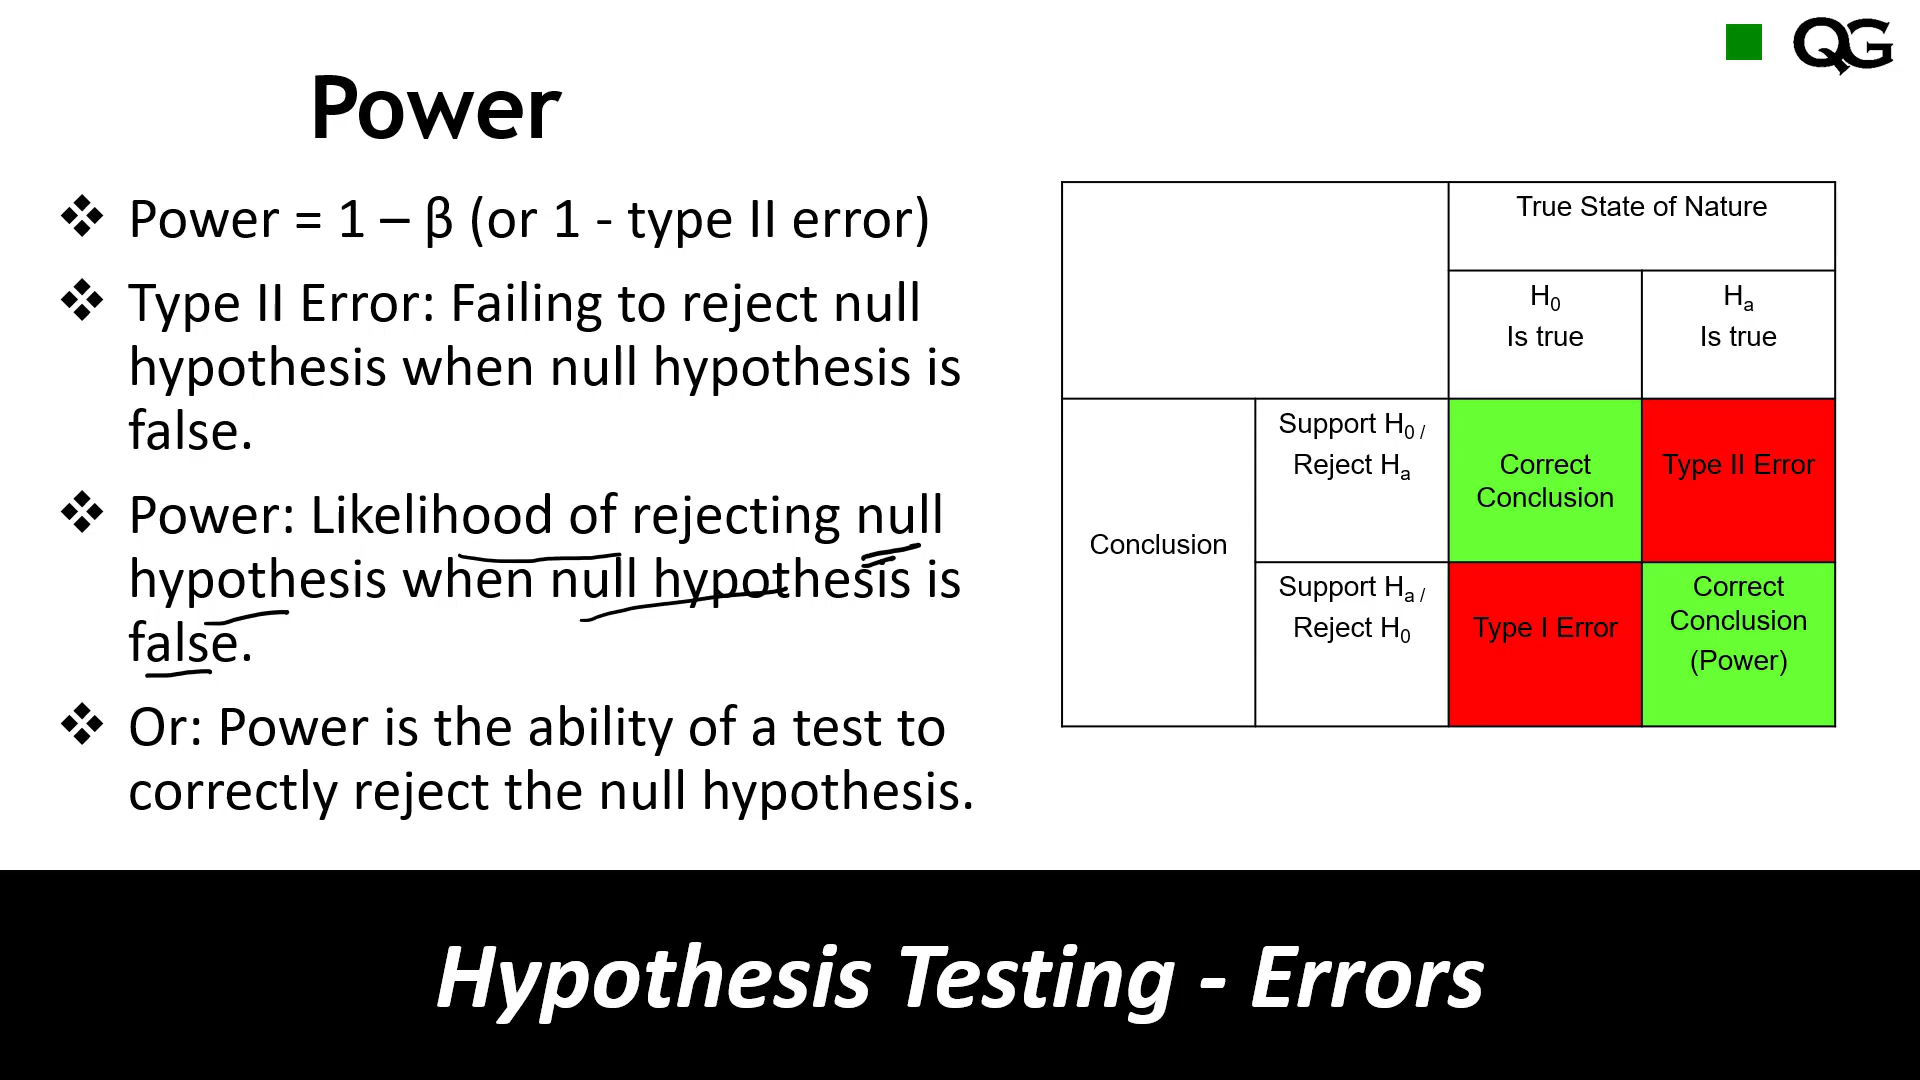 QG
Power
❖ Power = 1 – β (or 1 - type II error)
❖ Type II Error: Failing to reject null
hypothesis when null hypothesis is
false.
❖ Power: Likelihood of rejecting null
hypothesis when null hypothesis is
false.
❖ Or: Power is the ability of a test to
correctly reject the null hypothesis.
True State of Nature
H0
Is true
Ha
Is true
Conclusion
Support H0 /
Reject Ha
Correct
Conclusion
Type II Error
Support Ha /
Reject H0
Type I Error
Correct
Conclusion
(Power)
Hypothesis Testing - Errors